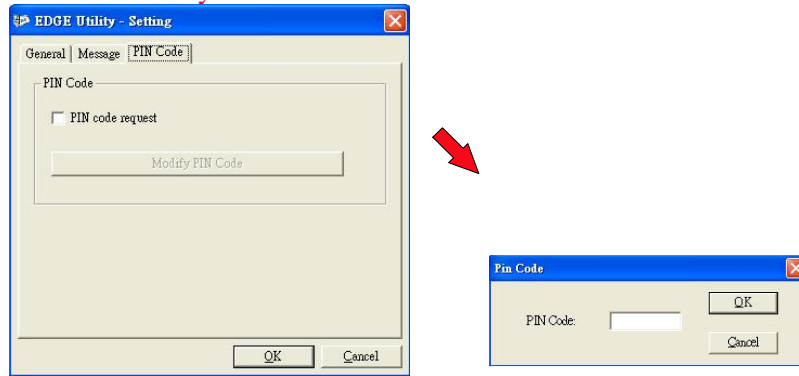 EDGE Utility - Setting
General Message PIN Code
PIN Code
PIN code request
Modify PIN Code
OK Cancel
Pin Code
PIN Code:
OK
Cancel